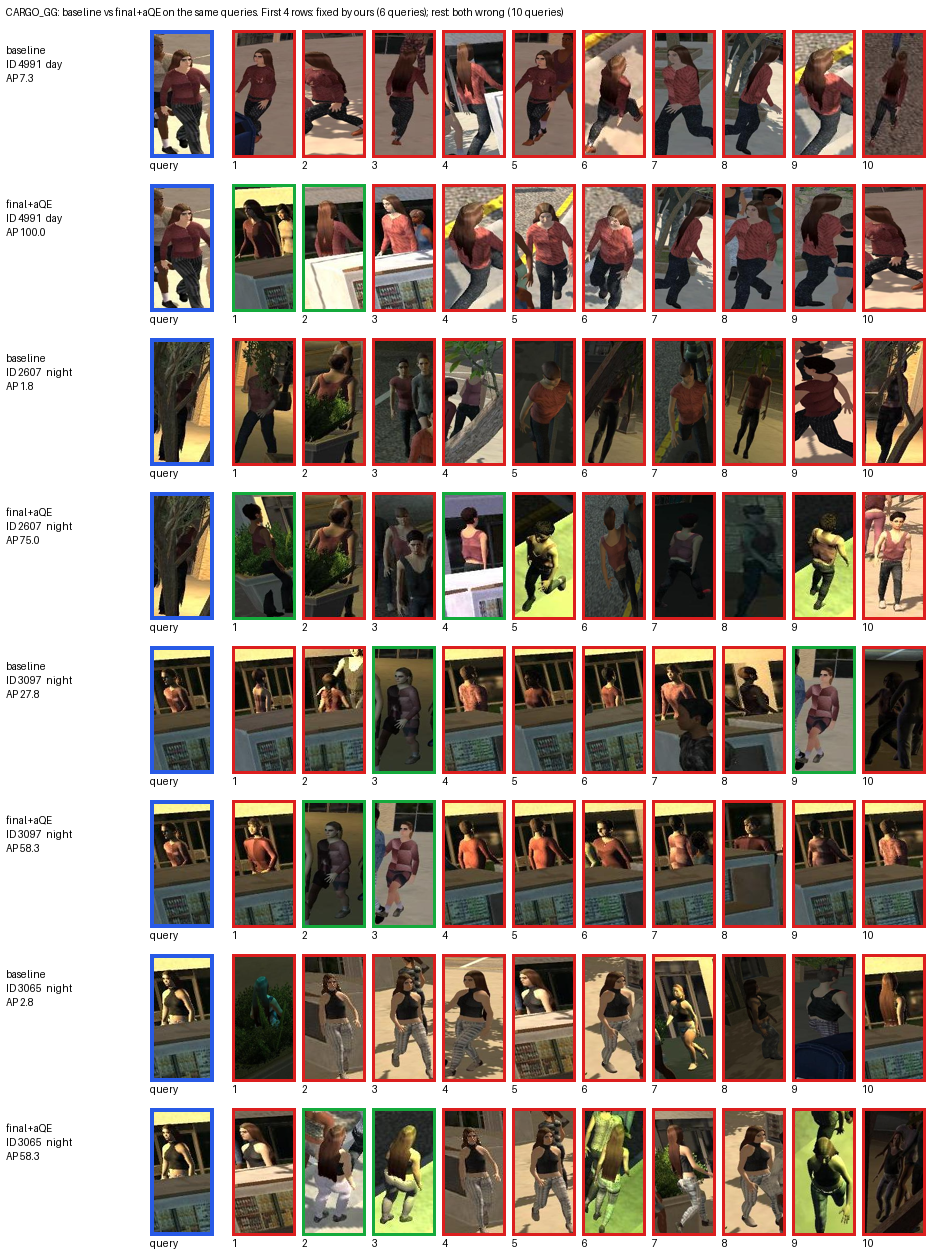 CARGO_GG: baseline vs final+aQE on the same queries. First 4 rows: fixed by ours (6 queries); rest: both wrong (10 queries)
baseline
ID 4991 day
AP 7.3
query 1 2 3 4 5 6 7 8 9 10
final+aQE
ID 4991 day
AP 100.0
query 1 2 3 4 5 6 7 8 9 10
baseline
ID 2607 night
AP 1.8
query 1 2 3 4 5 6 7 8 9 10
final+aQE
ID 2607 night
AP 75.0
query 1 2 3 4 5 6 7 8 9 10
baseline
ID 3097 night
AP 27.8
query 1 2 3 4 5 6 7 8 9 10
final+aQE
ID 3097 night
AP 58.3
query 1 2 3 4 5 6 7 8 9 10
baseline
ID 3065 night
AP 2.8
query 1 2 3 4 5 6 7 8 9 10
final+aQE
ID 3065 night
AP 58.3
query 1 2 3 4 5 6 7 8 9 10